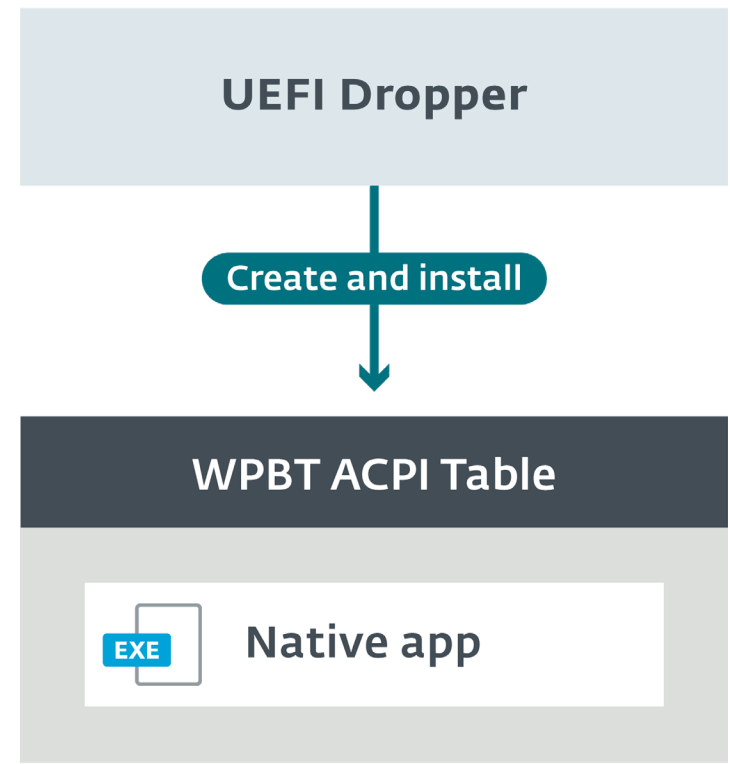 UEFI Dropper
Create and install
WPBT ACPI Table
EXE
Native app